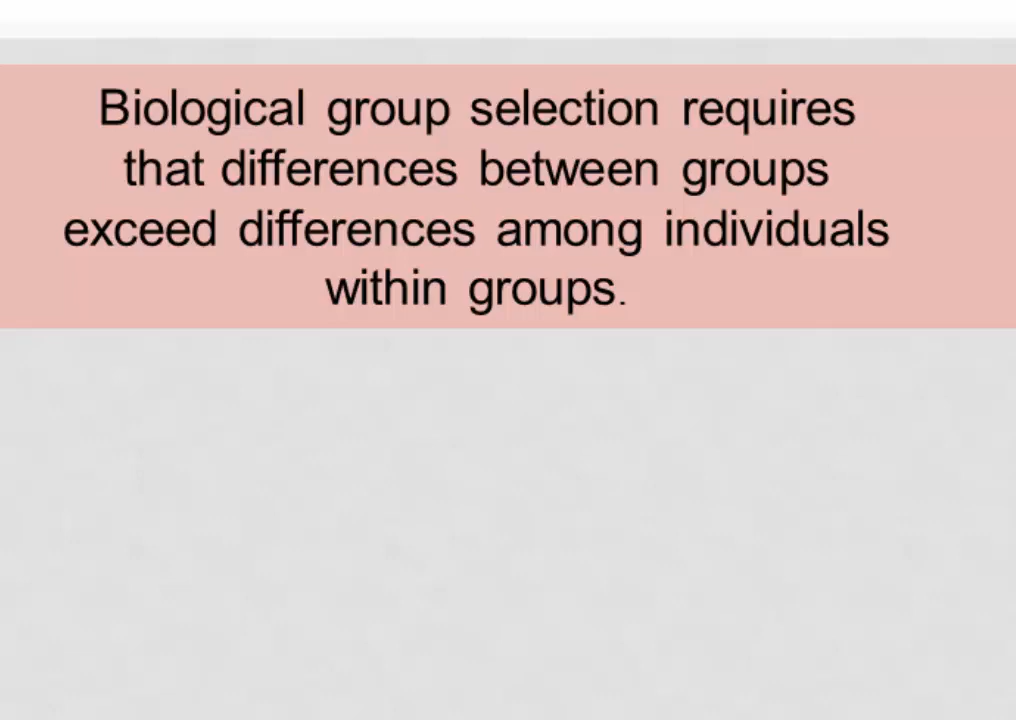 Biological group selection requires
that differences between groups
exceed differences among individuals
within groups.